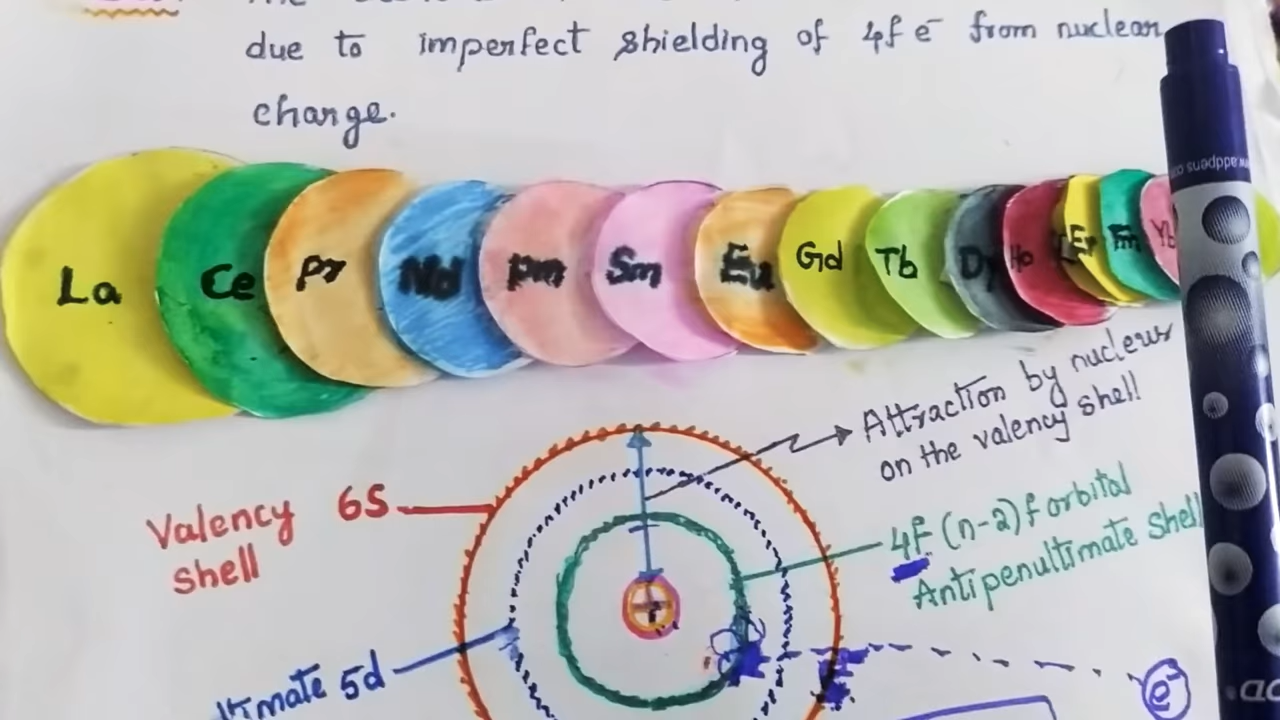 due to imperfect shielding of 4f e⁻ from nuclear
charge.
La Ce Pr Nd Pm Sm Eu Gd Tb Dy Ho Er Tm Yb
Attraction by nucleus
on the valency shell
Valency 6S
shell
4f (n-2) f orbital
Antipenultimate shell
+
5d
e⁻